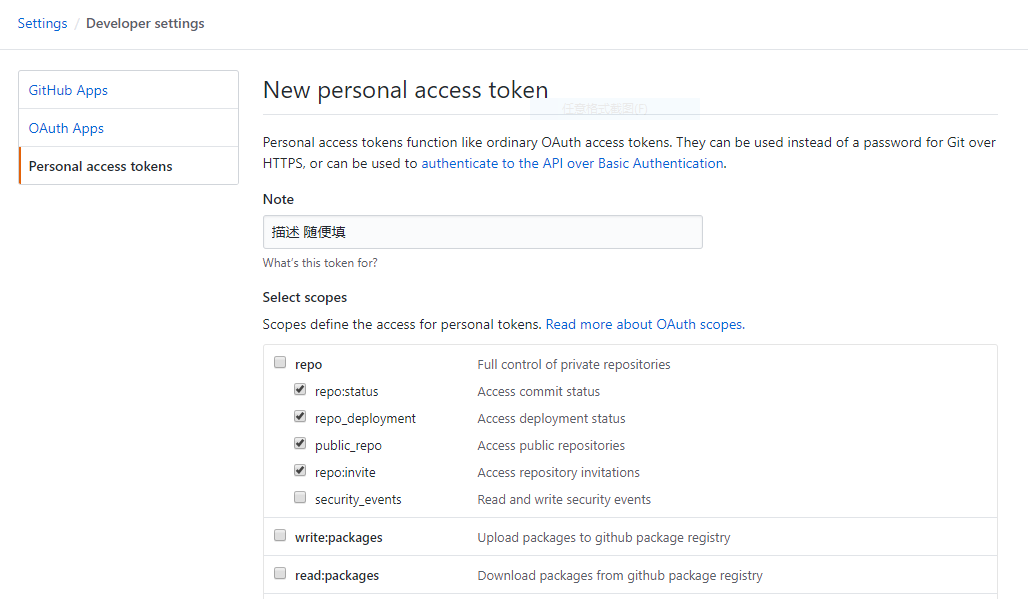 Settings / Developer settings
GitHub Apps
OAuth Apps
Personal access tokens
New personal access token
任意格式截图(F)
Personal access tokens function like ordinary OAuth access tokens. They can be used instead of a password for Git over
HTTPS, or can be used to authenticate to the API over Basic Authentication.
Note
描述 随便填
What's this token for?
Select scopes
Scopes define the access for personal tokens. Read more about OAuth scopes.
repo Full control of private repositories
repo:status Access commit status
repo_deployment Access deployment status
public_repo Access public repositories
repo:invite Access repository invitations
security_events Read and write security events
write:packages Upload packages to github package registry
read:packages Download packages from github package registry